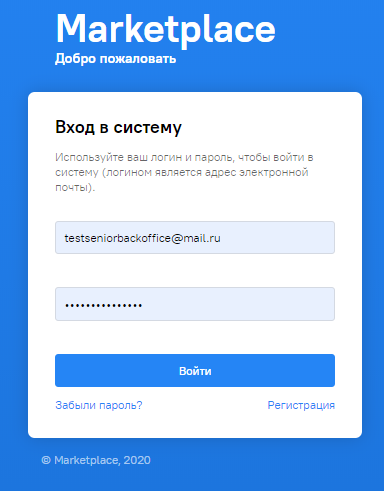 Marketplace
Добро пожаловать
Вход в систему
Используйте ваш логин и пароль, чтобы войти в
систему (логином является адрес электронной
почты).
testseniorbackoffice@mail.ru
•••••••••••••••
Войти
Забыли пароль? Регистрация
© Marketplace, 2020